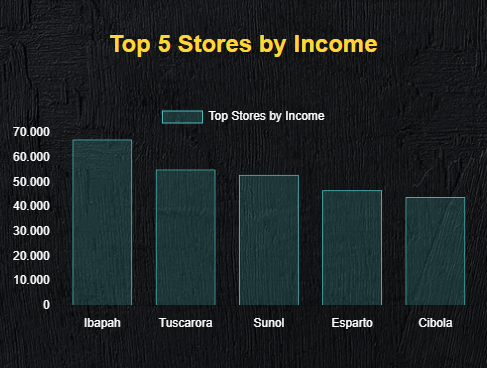 Top 5 Stores by Income
Top Stores by Income
70.000
60.000
50.000
40.000
30.000
20.000
10.000
0
Ibapah Tuscarora Sunol Esparto Cibola